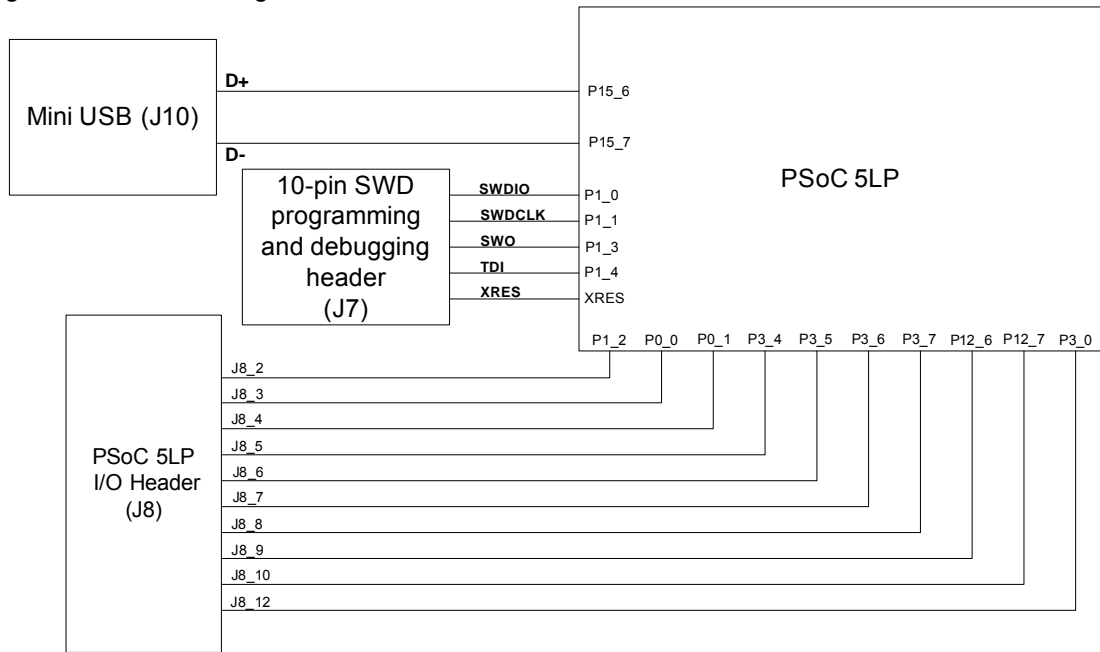 D+
Mini USB (J10)
D-
P15_6
P15_7
PSoC 5LP
10-pin SWD
programming
and debugging
header
(J7)
SWDIO
SWDCLK
SWO
TDI
XRES
P1_0
P1_1
P1_3
P1_4
XRES
P1_2 P0_0 P0_1 P3_4 P3_5 P3_6 P3_7 P12_6 P12_7 P3_0
J8_2
J8_3
J8_4
J8_5
J8_6
J8_7
J8_8
J8_9
J8_10
J8_12
PSoC 5LP
I/O Header
(J8)